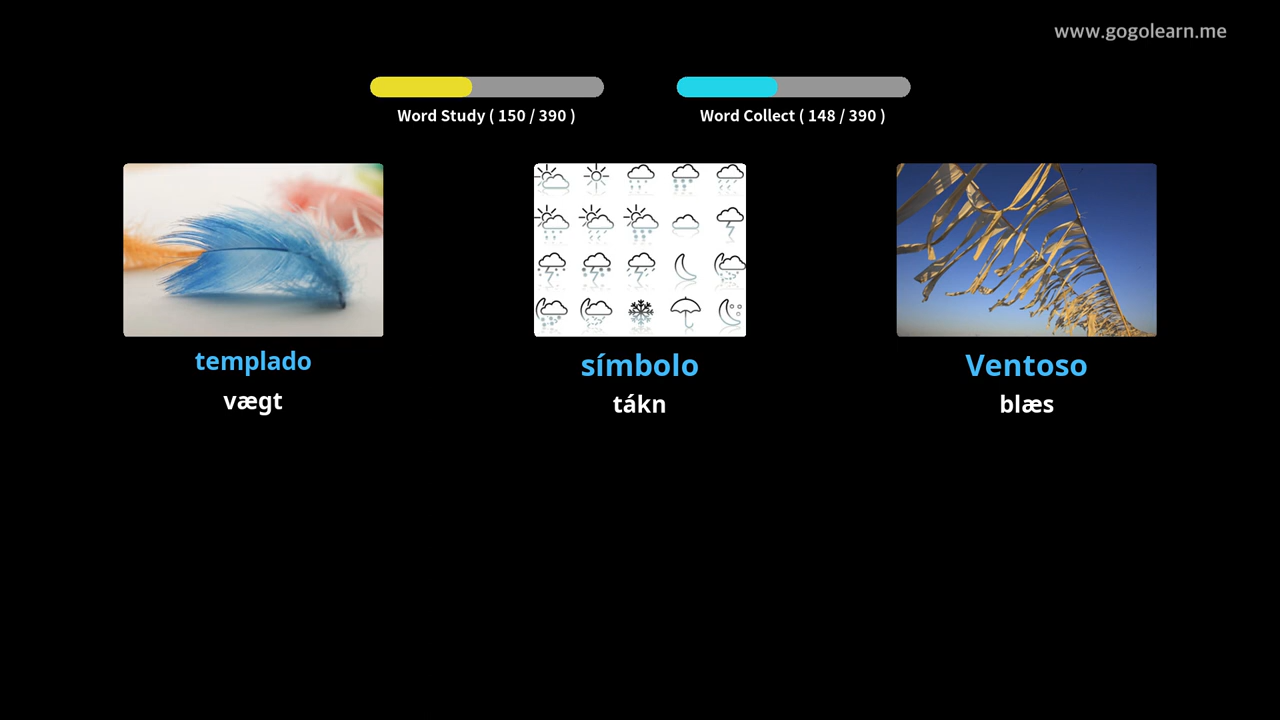 www.gogolearn.me
Word Study ( 150 / 390 )
Word Collect ( 148 / 390 )
templado
vægt
símbolo
tákn
Ventoso
blæs